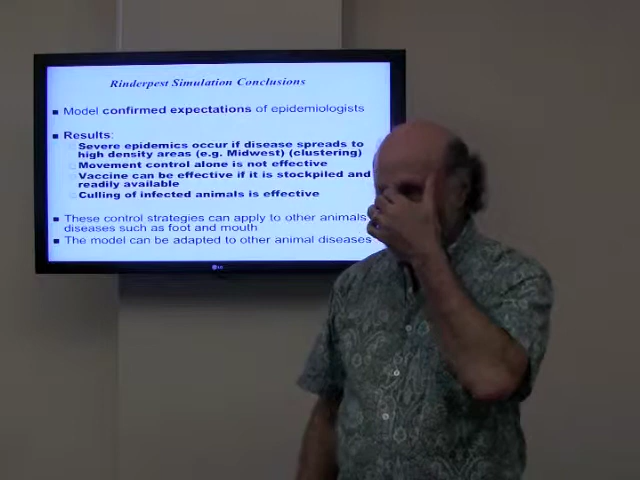 Rinderpest Simulation Conclusions
Model confirmed expectations of epidemiologists
Results:
Severe epidemics occur if disease spreads to
high density areas (e.g. Midwest) (clustering)
Movement control alone is not effective
Vaccine can be effective if it is stockpiled and
readily available
Culling of infected animals is effective
These control strategies can apply to other animals
diseases such as foot and mouth
The model can be adapted to other animal diseases
LG